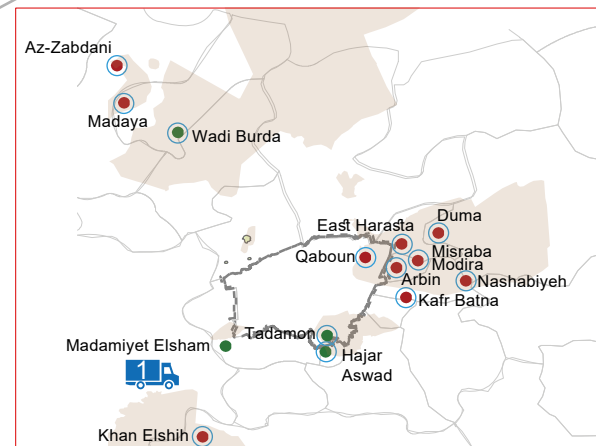 Az-Zabdani
Madaya
Wadi Burda
Duma
East Harasta
Misraba
Qaboun
Modira
Arbin
Nashabiyeh
Kafr Batna
Tadamon
Madamiyet Elsham
Hajar
Aswad
1
Khan Elshih